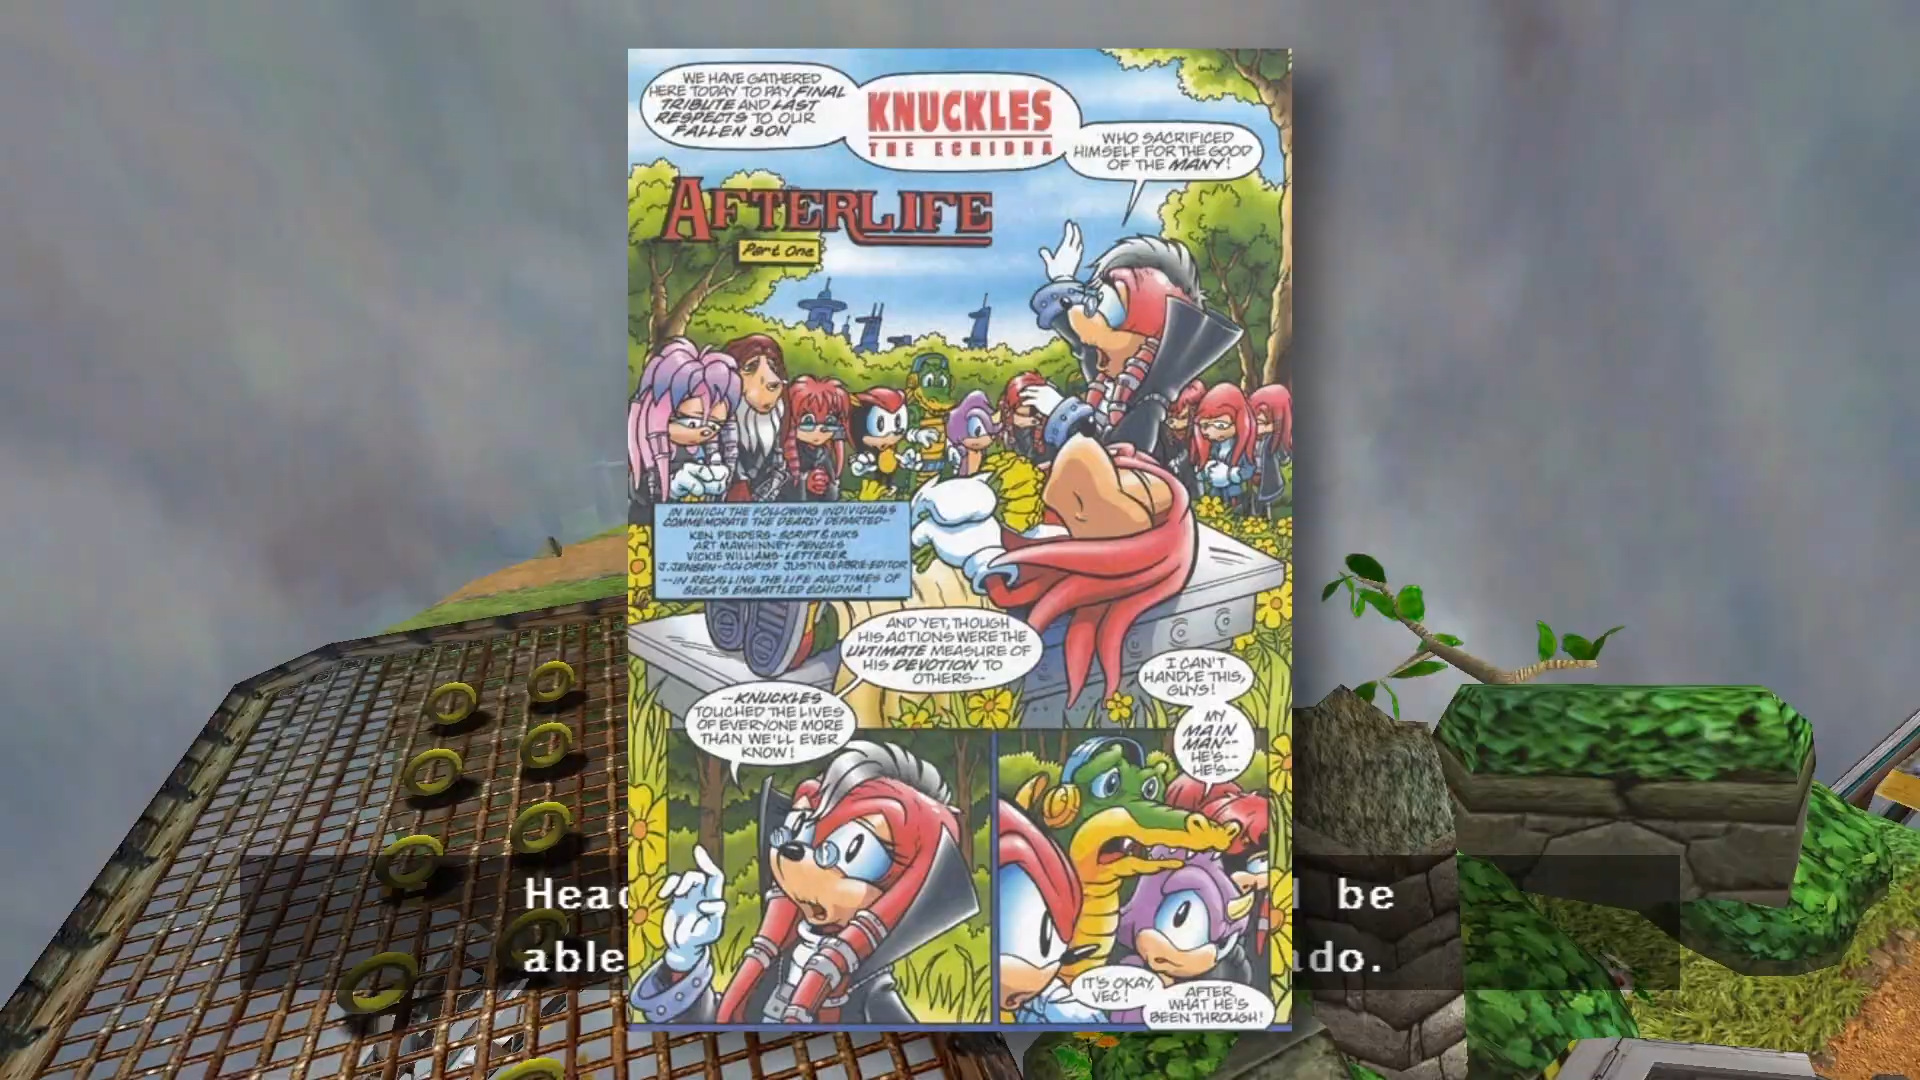 WE HAVE GATHERED
HERE TODAY TO PAY FINAL
TRIBUTE AND LAST
RESPECTS TO OUR
FALLEN SON
KNUCKLES
THE ECHIDNA
WHO SACRIFICED
HIMSELF FOR THE GOOD
OF THE MANY!
AFTERLIFE
Part One
IN WHICH THE FOLLOWING INDIVIDUALS
COMMEMORATE THE DEARLY DEPARTED--
KEN PENDERS-SCRIPT & INKS
ART MAWHINNEY-PENCILS
VICKIE WILLIAMS-LETTERER
J.JENSEN-COLORIST JUSTIN GABRIE-EDITOR
--IN RECALLING THE LIFE AND TIMES OF
SEGA'S EMBATTLED ECHIDNA!
AND YET, THOUGH
HIS ACTIONS WERE THE
ULTIMATE MEASURE OF
HIS DEVOTION TO
OTHERS--
--KNUCKLES
TOUCHED THE LIVES
OF EVERYONE MORE
THAN WE'LL EVER
KNOW!
I CAN'T
HANDLE THIS,
GUYS!
MY
MAIN
MAN--
HE'S--
HE'S--
IT'S OKAY,
VEC!
AFTER
WHAT HE'S
BEEN THROUGH!
be
able